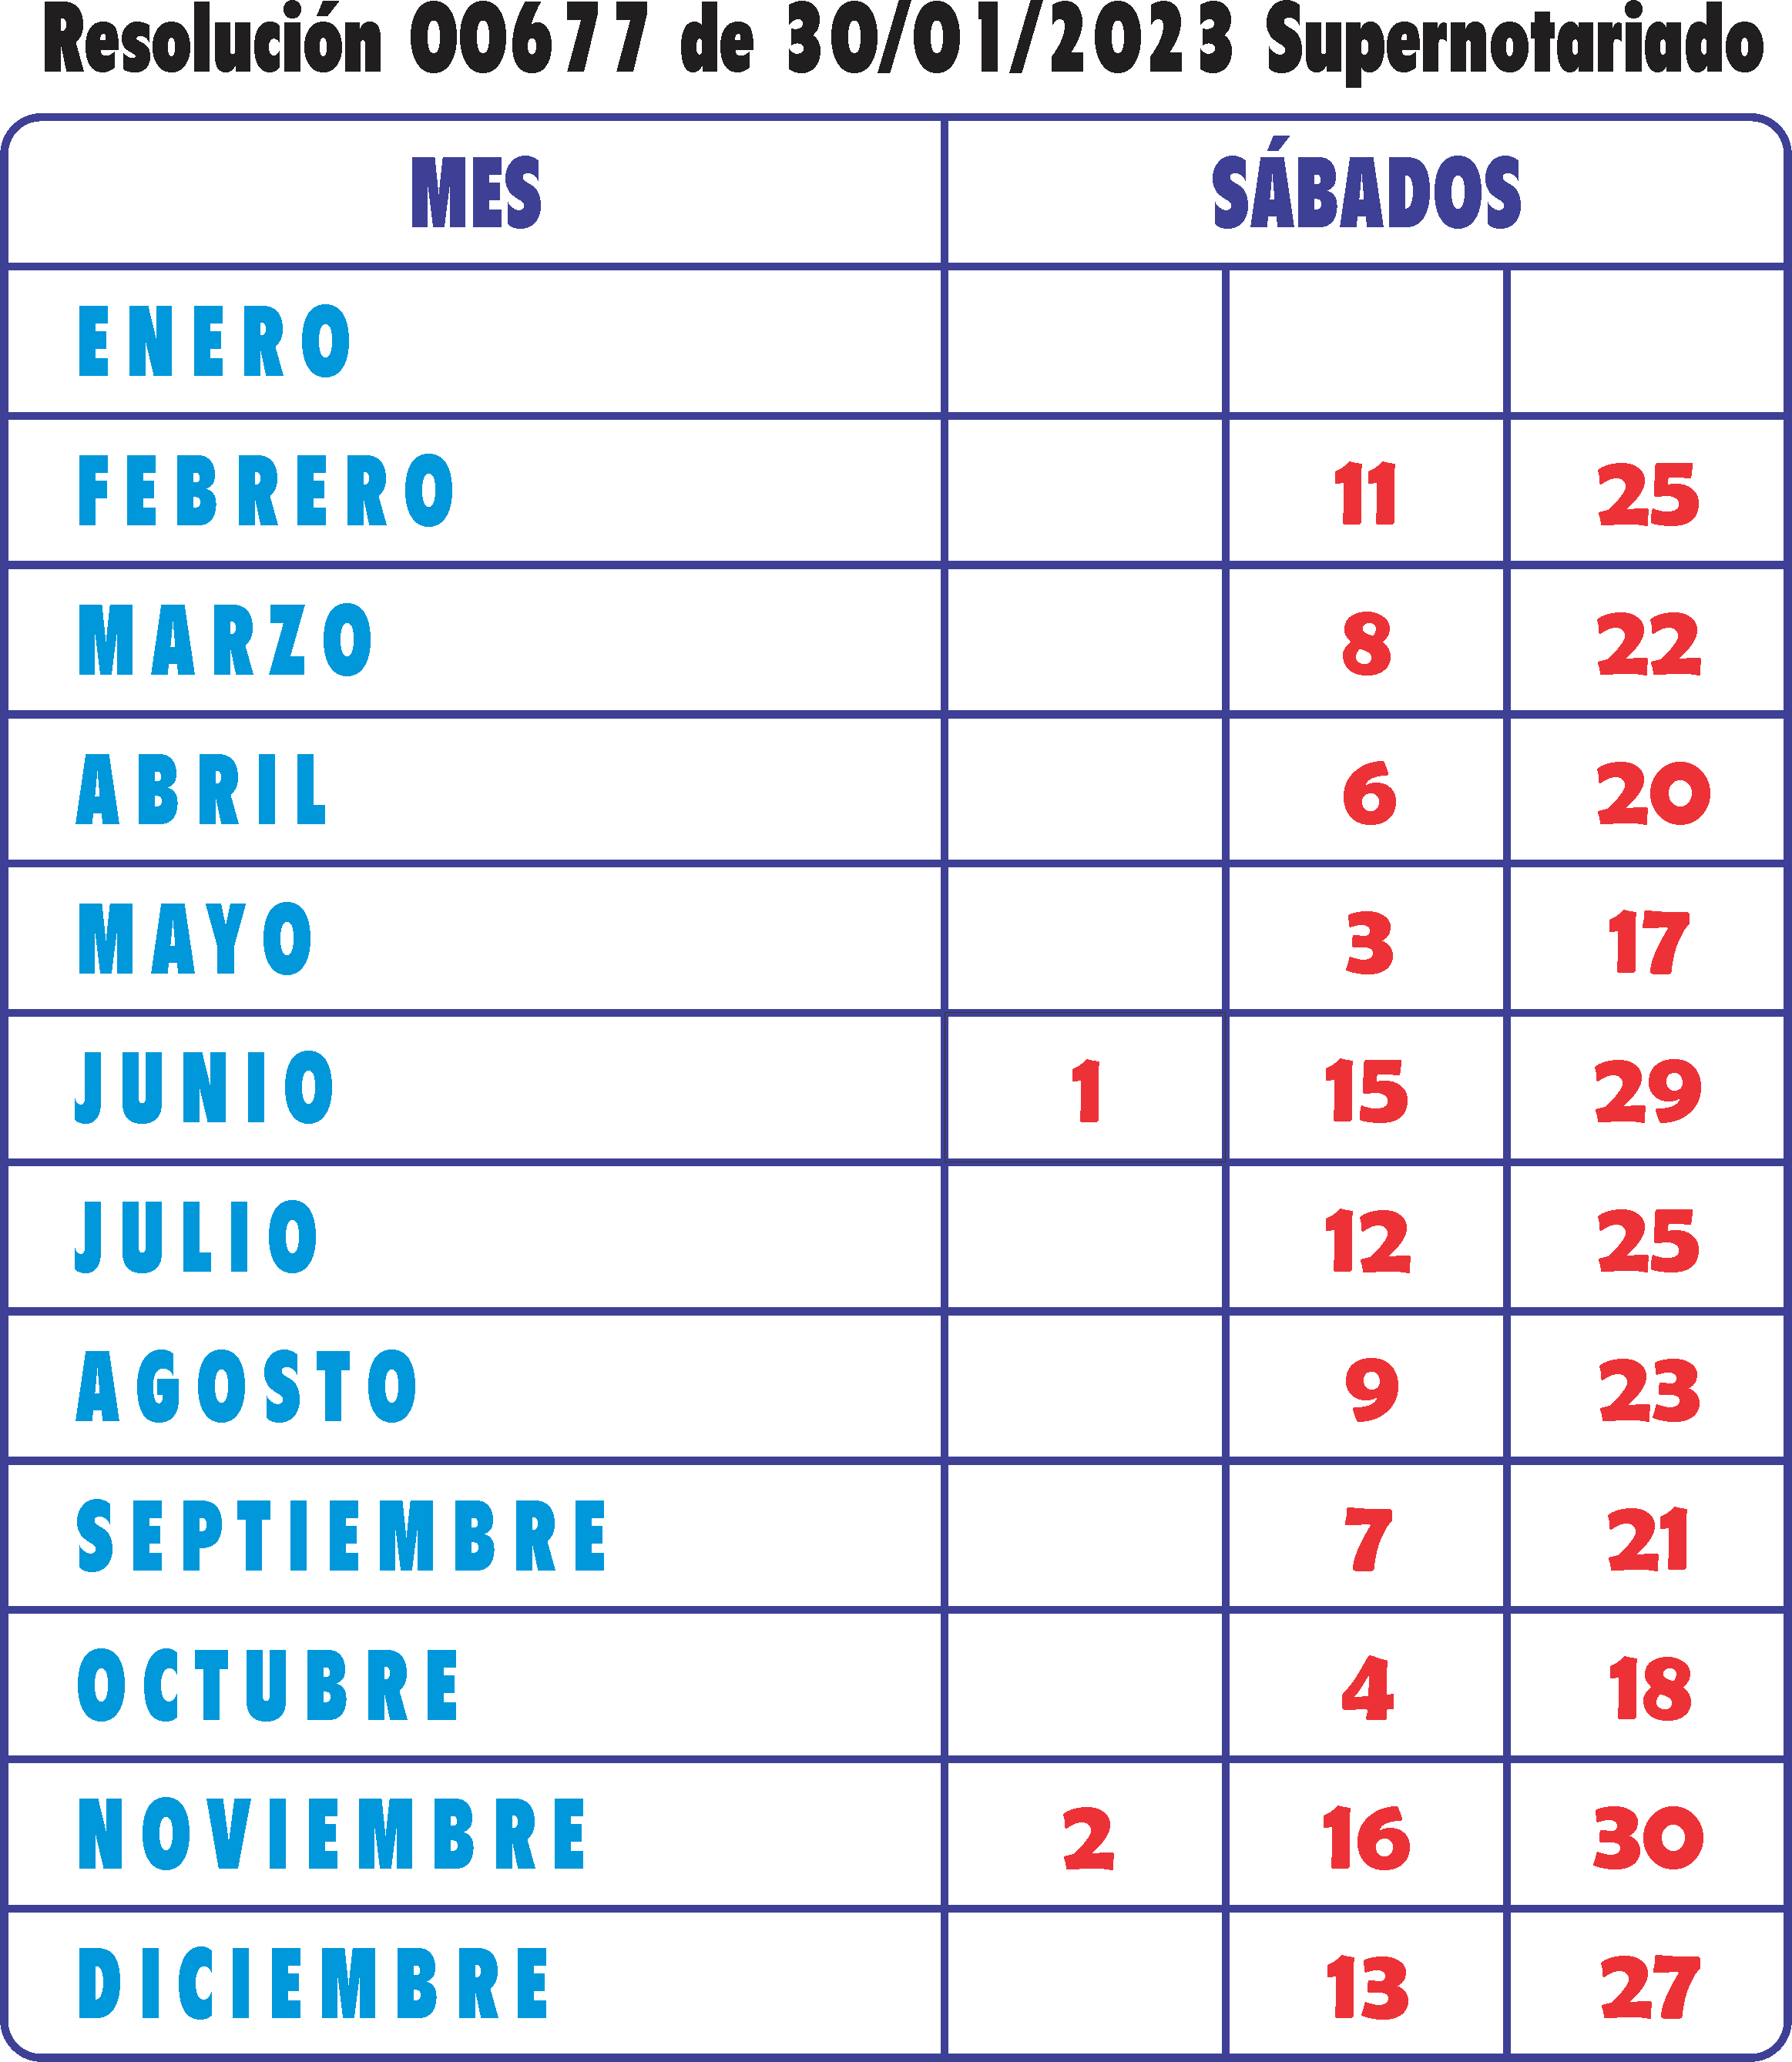 Resolución 00677 de 30/01/2023 Supernotariado
MES SÁBADOS
ENERO
FEBRERO 11 25
MARZO 8 22
ABRIL 6 20
MAYO 3 17
JUNIO 1 15 29
JULIO 12 25
AGOSTO 9 23
SEPTIEMBRE 7 21
OCTUBRE 4 18
NOVIEMBRE 2 16 30
DICIEMBRE 13 27